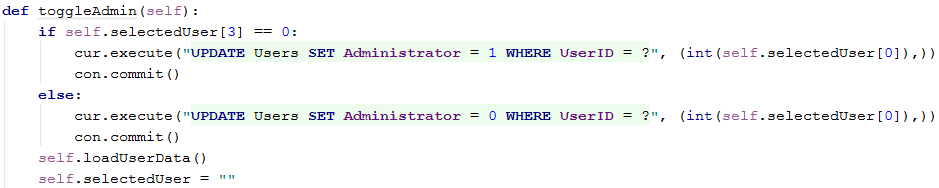 def toggleAdmin(self):
    if self.selectedUser[3] == 0:
        cur.execute("UPDATE Users SET Administrator = 1 WHERE UserID = ?", (int(self.selectedUser[0]),))
        con.commit()
    else:
        cur.execute("UPDATE Users SET Administrator = 0 WHERE UserID = ?", (int(self.selectedUser[0]),))
        con.commit()
    self.loadUserData()
    self.selectedUser = ""